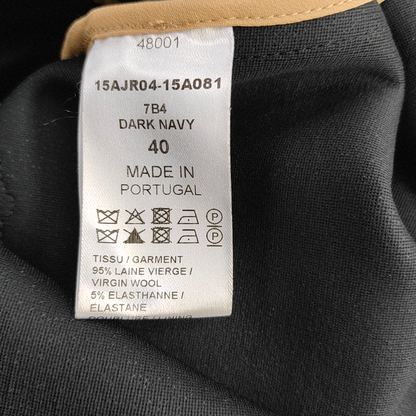 48001
15AJR04-15A081
7B4
DARK NAVY
40
MADE IN
PORTUGAL
P
P
TISSU / GARMENT
95% LAINE VIERGE /
VIRGIN WOOL
5% ELASTHANNE /
ELASTANE